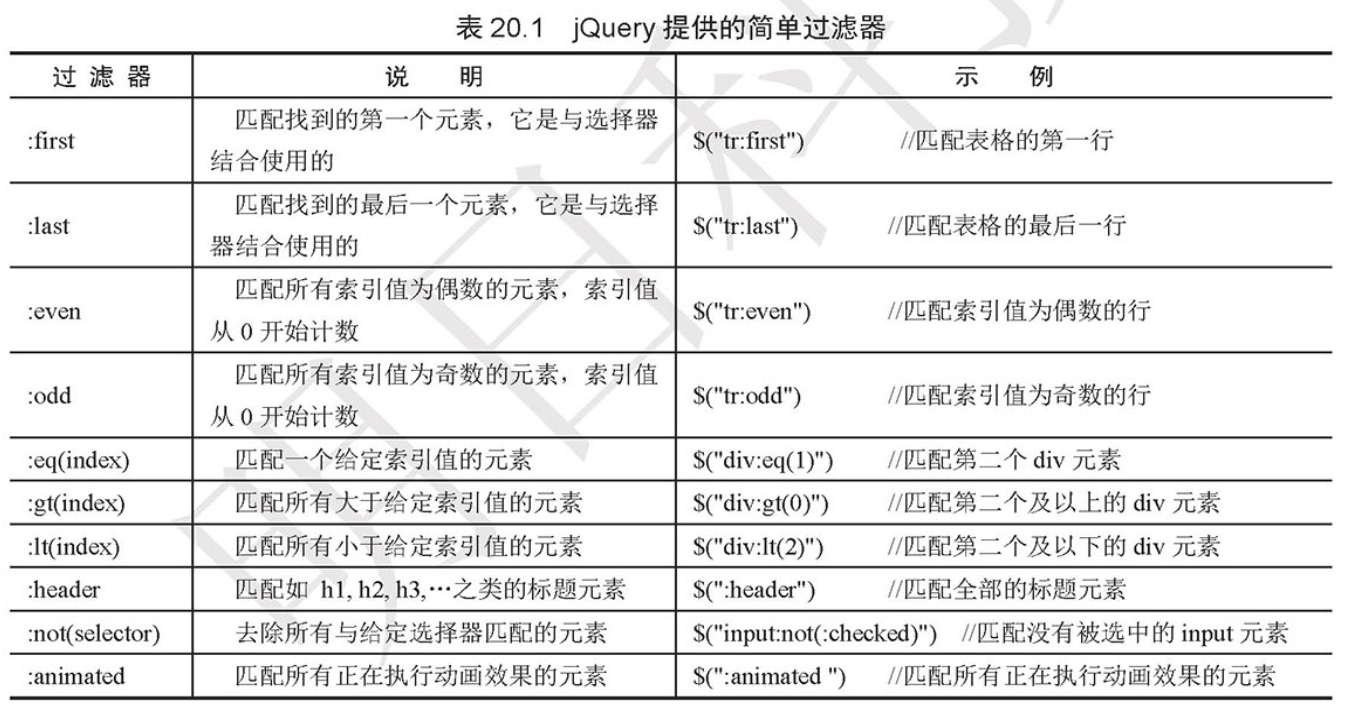 表 20.1 jQuery 提供的简单过滤器
过 滤 器 说 明 示 例
:first 匹配找到的第一个元素，它是与选择器
结合使用的 $("tr:first") //匹配表格的第一行
:last 匹配找到的最后一个元素，它是与选择
器结合使用的 $("tr:last") //匹配表格的最后一行
:even 匹配所有索引值为偶数的元素，索引值
从 0 开始计数 $("tr:even") //匹配索引值为偶数的行
:odd 匹配所有索引值为奇数的元素，索引值
从 0 开始计数 $("tr:odd") //匹配索引值为奇数的行
:eq(index) 匹配一个给定索引值的元素 $("div:eq(1)") //匹配第二个 div 元素
:gt(index) 匹配所有大于给定索引值的元素 $("div:gt(0)") //匹配第二个及以上的 div 元素
:lt(index) 匹配所有小于给定索引值的元素 $("div:lt(2)") //匹配第二个及以下的 div 元素
:header 匹配如 h1, h2, h3,…之类的标题元素 $(":header") //匹配全部的标题元素
:not(selector) 去除所有与给定选择器匹配的元素 $("input:not(:checked)") //匹配没有被选中的 input 元素
:animated 匹配所有正在执行动画效果的元素 $(":animated ") //匹配所有正在执行动画效果的元素
明日科